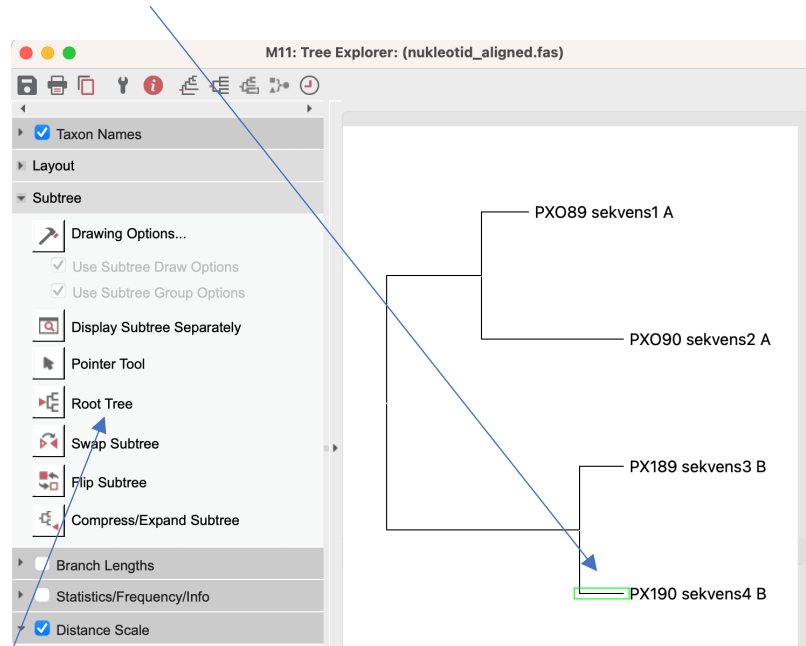 M11: Tree Explorer: (nukleotid_aligned.fas)
Taxon Names
Layout
Subtree
Drawing Options...
Use Subtree Draw Options
Use Subtree Group Options
Display Subtree Separately
Pointer Tool
Root Tree
Swap Subtree
Flip Subtree
Compress/Expand Subtree
Branch Lengths
Statistics/Frequency/Info
Distance Scale
PXO89 sekvens1 A
PXO90 sekvens2 A
PX189 sekvens3 B
PX190 sekvens4 B